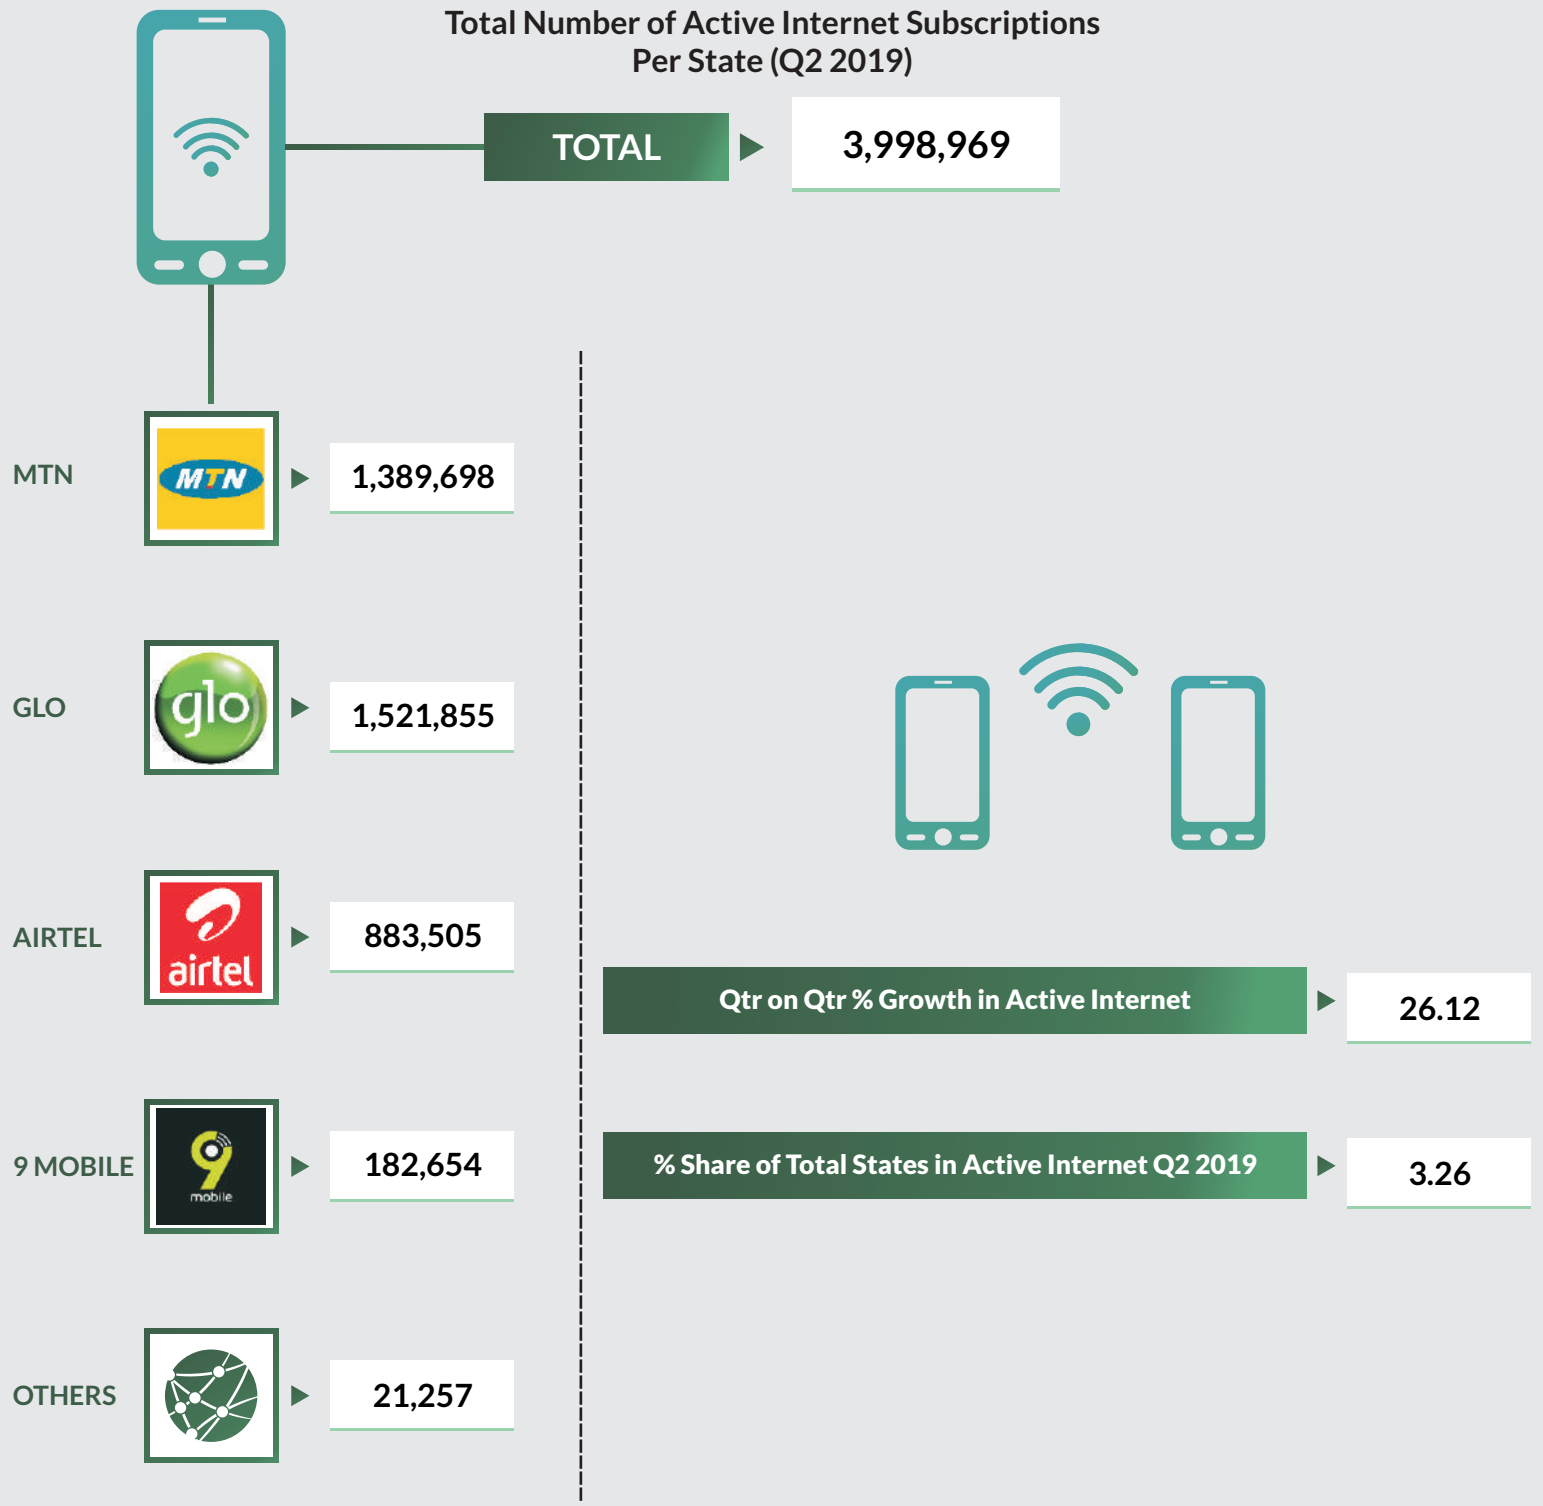 Total Number of Active Internet Subscriptions
Per State (Q2 2019)
TOTAL
3,998,969
MTN
MTN
1,389,698
GLO
glo
1,521,855
AIRTEL
airtel
883,505
9 MOBILE
9
mobile
182,654
OTHERS
21,257
Qtr on Qtr % Growth in Active Internet
26.12
% Share of Total States in Active Internet Q2 2019
3.26